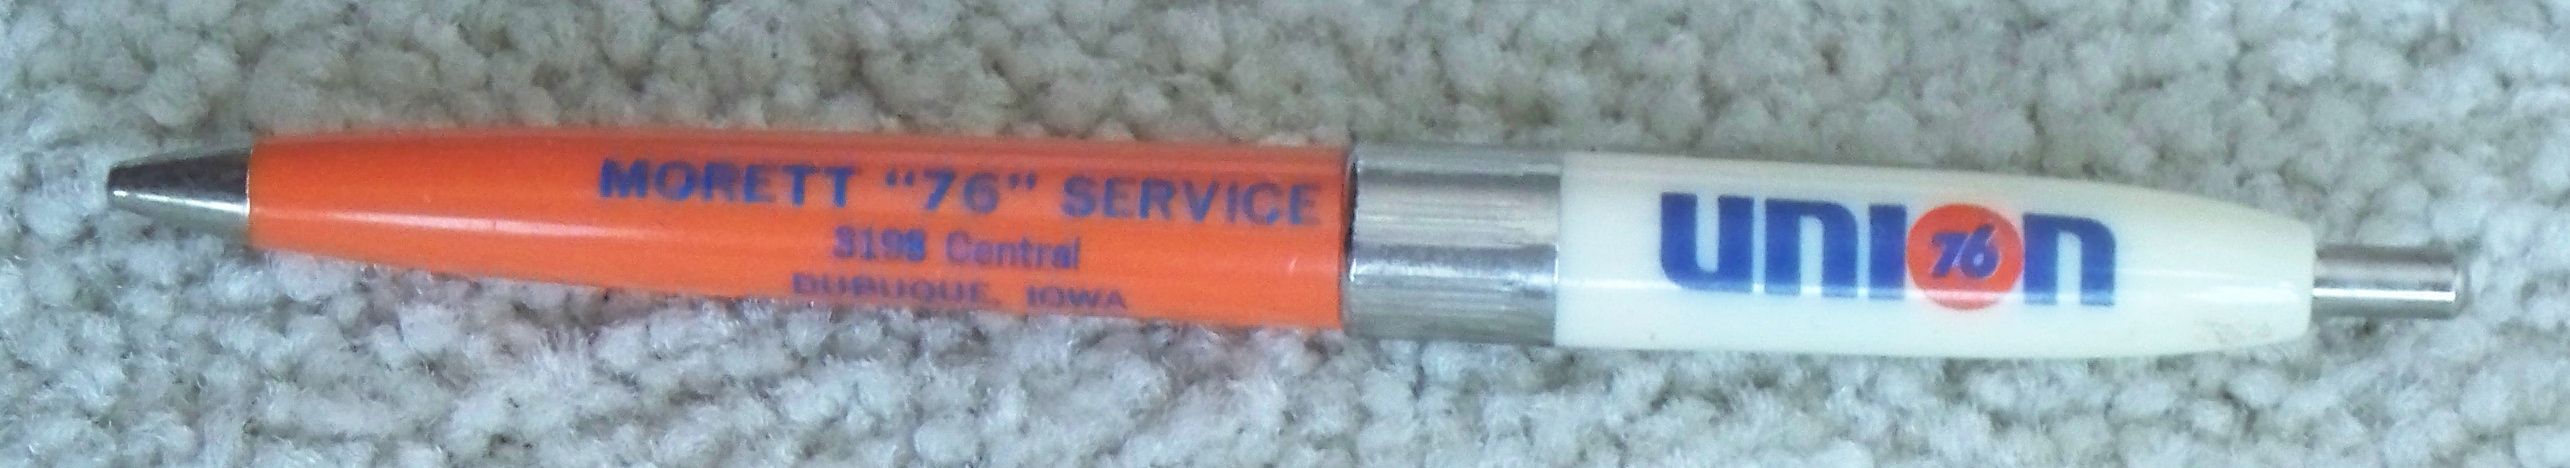 MORETT "76" SERVICE
3198 Central
DUBUQUE, IOWA
UNION
76